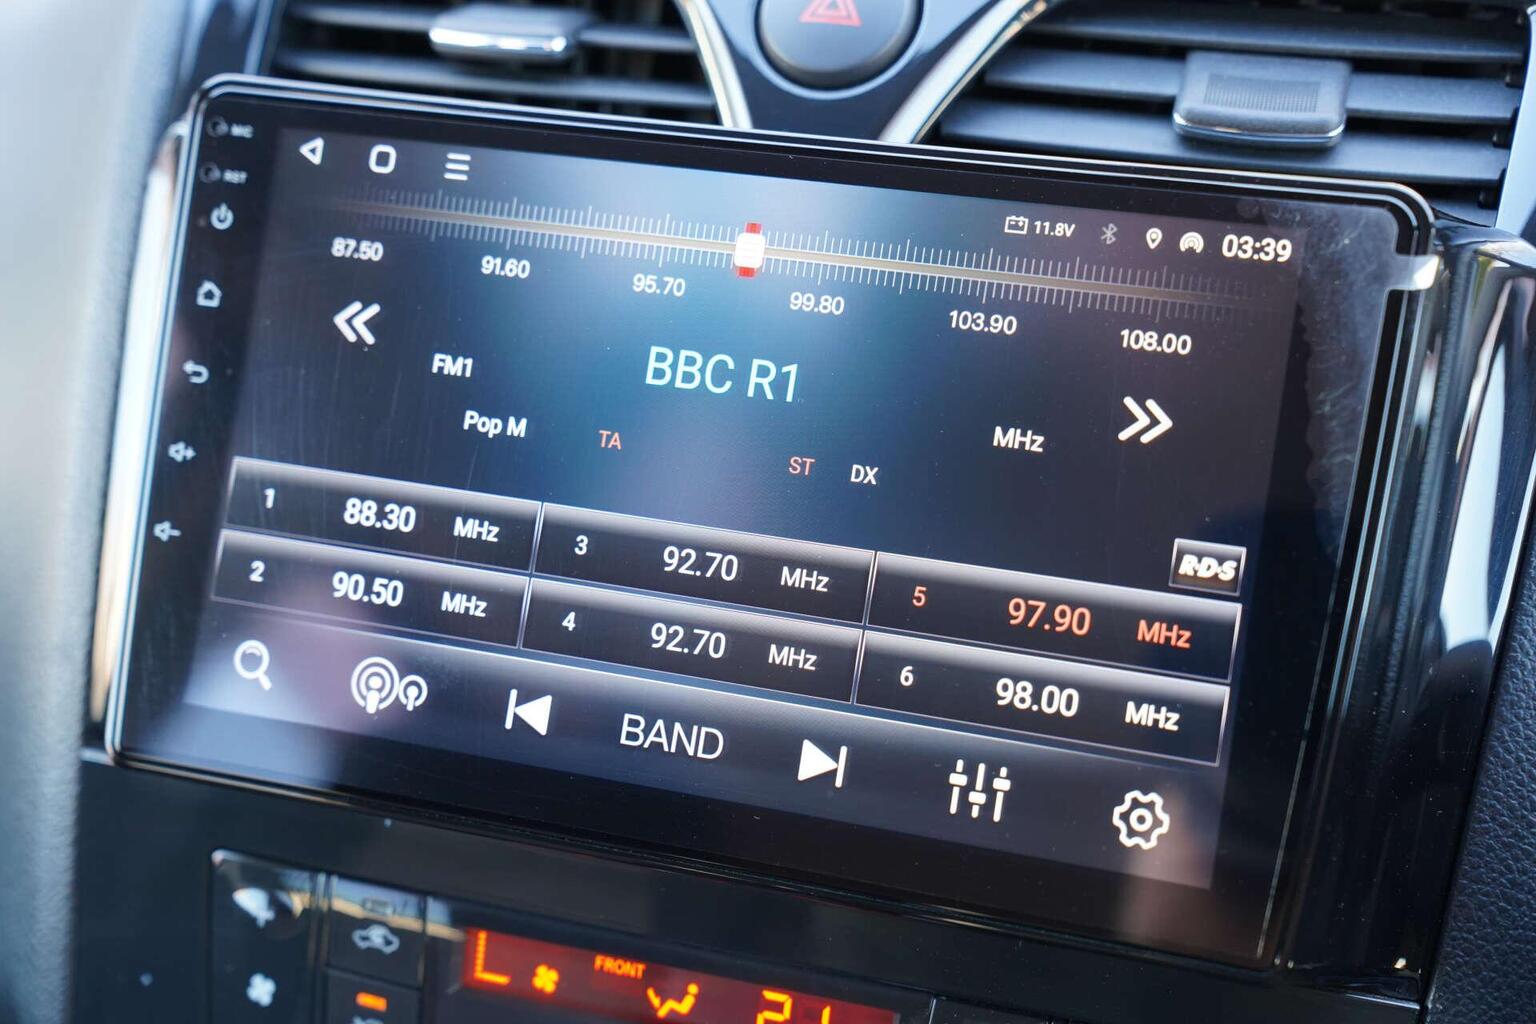 MIC
RST
11.8V
03:39
87.50
91.60
95.70
99.80
103.90
108.00
FM1
BBC R1
Pop M
TA
ST
DX
MHz
R·D·S
1 88.30 MHz
3 92.70 MHz
5 97.90 MHz
2 90.50 MHz
4 92.70 MHz
6 98.00 MHz
BAND
FRONT
21